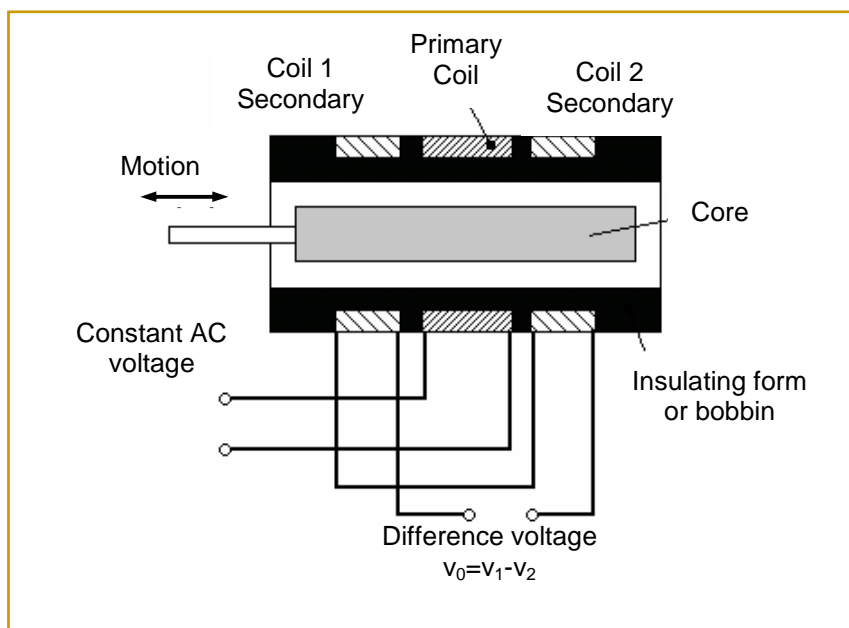 Primary
Coil
Coil 1
Secondary
Coil 2
Secondary
Motion
Core
Constant AC
voltage
Insulating form
or bobbin
Difference voltage
v₀=v₁-v₂